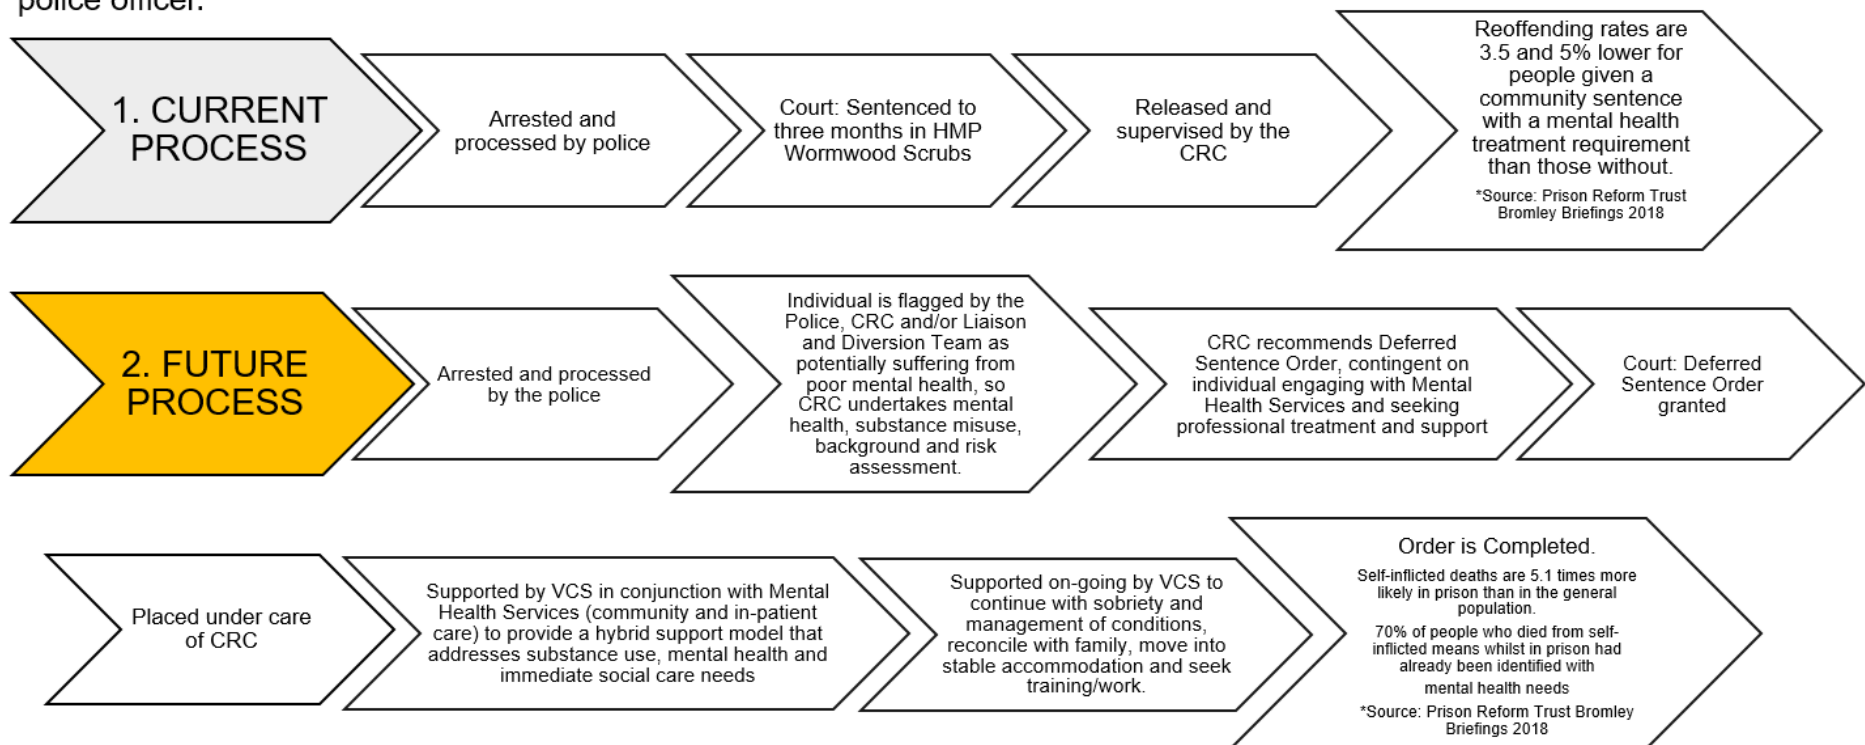 police officer.
1. CURRENT
PROCESS
Arrested and
processed by police
Court: Sentenced to
three months in HMP
Wormwood Scrubs
Released and
supervised by the
CRC
Reoffending rates are
3.5 and 5% lower for
people given a
community sentence
with a mental health
treatment requirement
than those without.
*Source: Prison Reform Trust
Bromley Briefings 2018
2. FUTURE
PROCESS
Arrested and processed
by the police
Individual is flagged by the
Police, CRC and/or Liaison
and Diversion Team as
potentially suffering from
poor mental health, so
CRC undertakes mental
health, substance misuse,
background and risk
assessment.
CRC recommends Deferred
Sentence Order, contingent on
individual engaging with Mental
Health Services and seeking
professional treatment and support
Court: Deferred
Sentence Order
granted
Placed under care
of CRC
Supported by VCS in conjunction with Mental
Health Services (community and in-patient
care) to provide a hybrid support model that
addresses substance use, mental health and
immediate social care needs
Supported on-going by VCS to
continue with sobriety and
management of conditions,
reconcile with family, move into
stable accommodation and seek
training/work.
Order is Completed.
Self-inflicted deaths are 5.1 times more
likely in prison than in the general
population.
70% of people who died from self-
inflicted means whilst in prison had
already been identified with
mental health needs
*Source: Prison Reform Trust Bromley
Briefings 2018